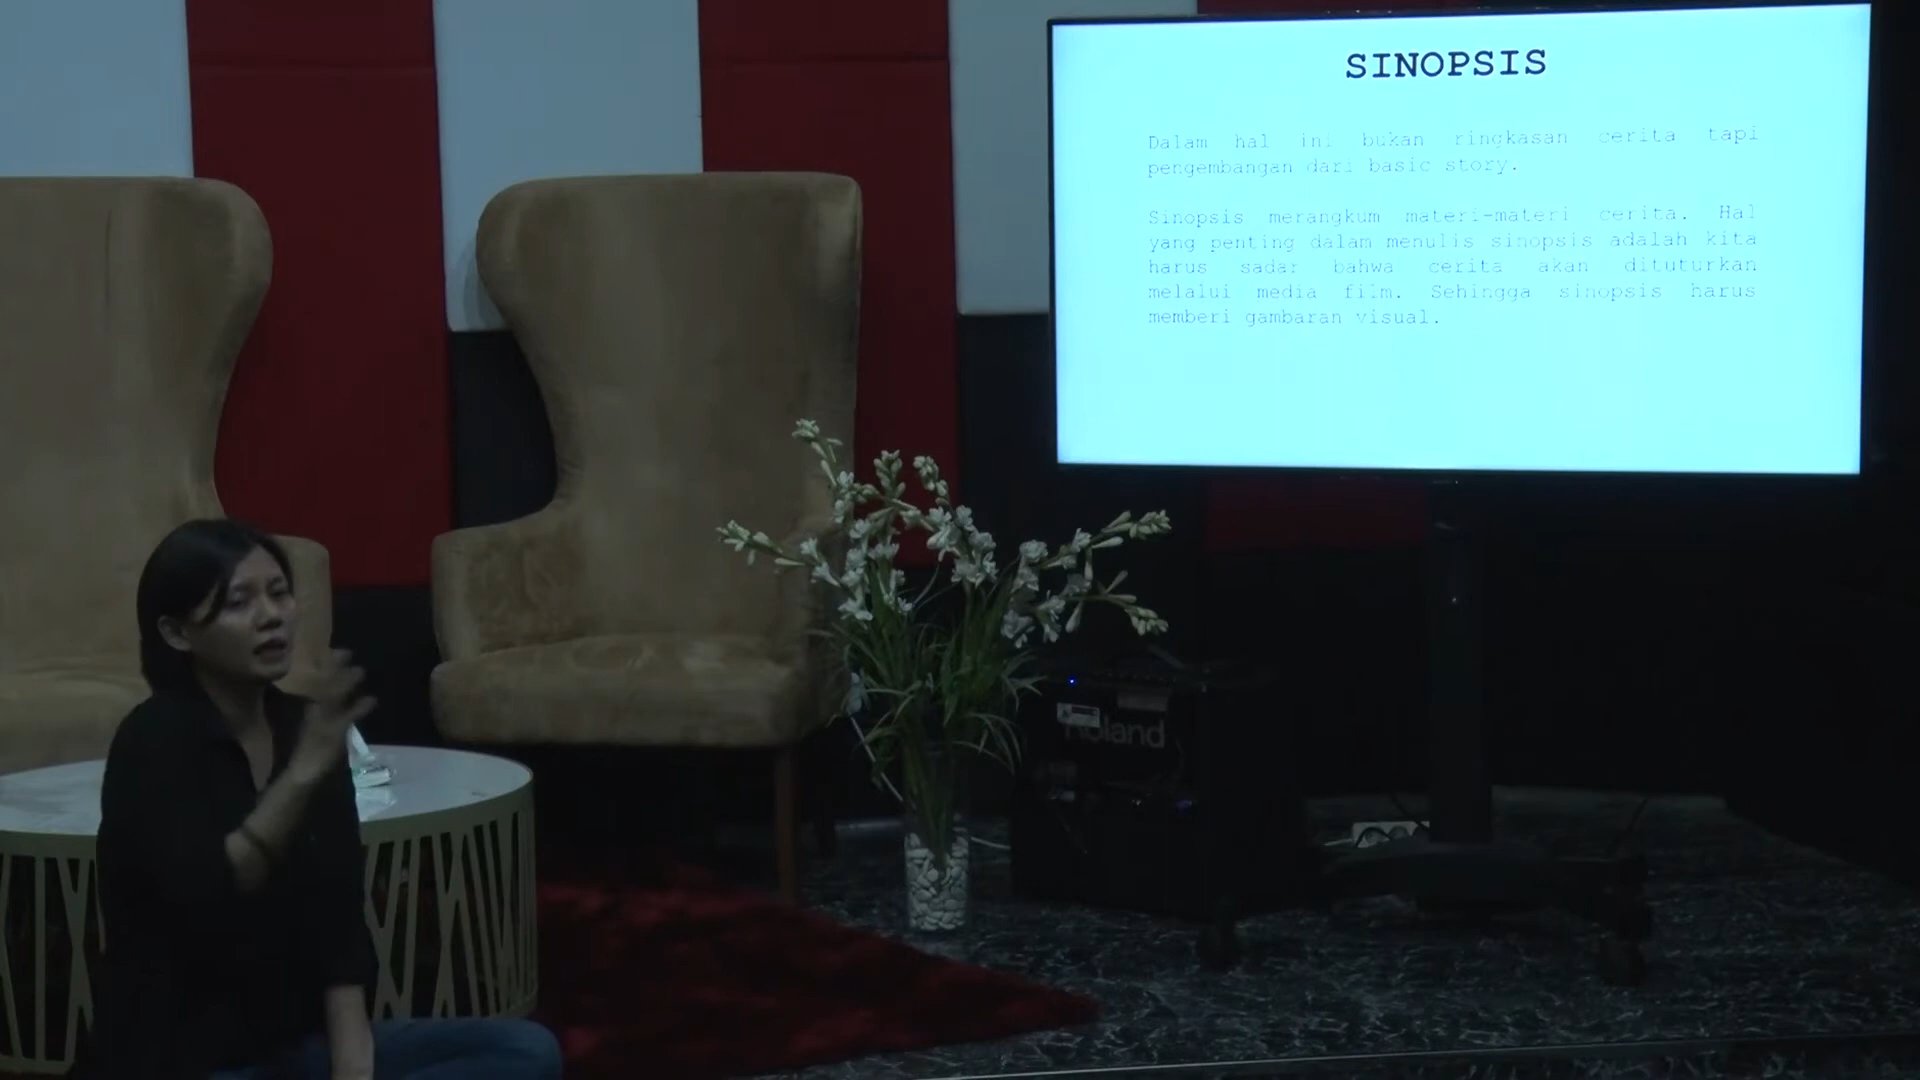 SINOPSIS
Dalam hal ini bukan ringkasan cerita tapi
pengembangan dari basic story.
Sinopsis merangkum materi-materi cerita. Hal
yang penting dalam menulis sinopsis adalah kita
harus sadar bahwa cerita akan dituturkan
melalui media film. Sehingga sinopsis harus
memberi gambaran visual.
Roland